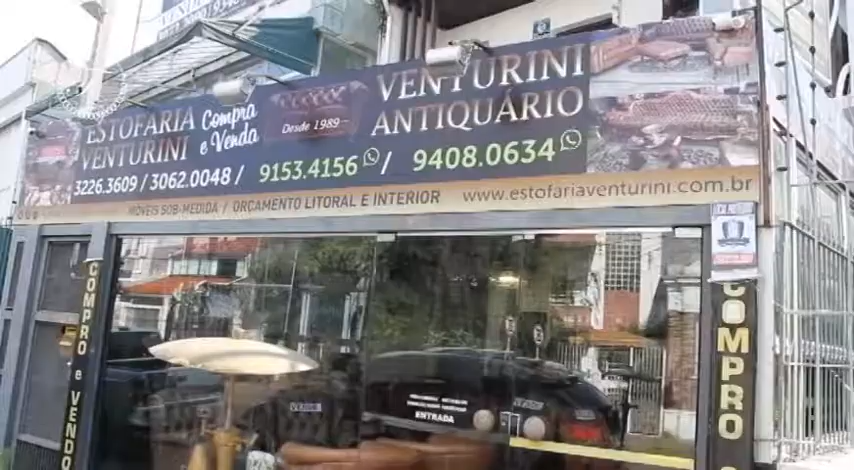 ESTOFARIA
VENTURINI
Compra
e Venda
Desde 1989
VENTURINI
ANTIQUÁRIO
3226.3609 / 3062.0048 / 9153.4156 / 9408.0634
MÓVEIS SOB-MEDIDA / ORÇAMENTO LITORAL E INTERIOR
www.estofariaventurini.com.br
COMPRO
e
VENDO
ENTRADA
COMPRO